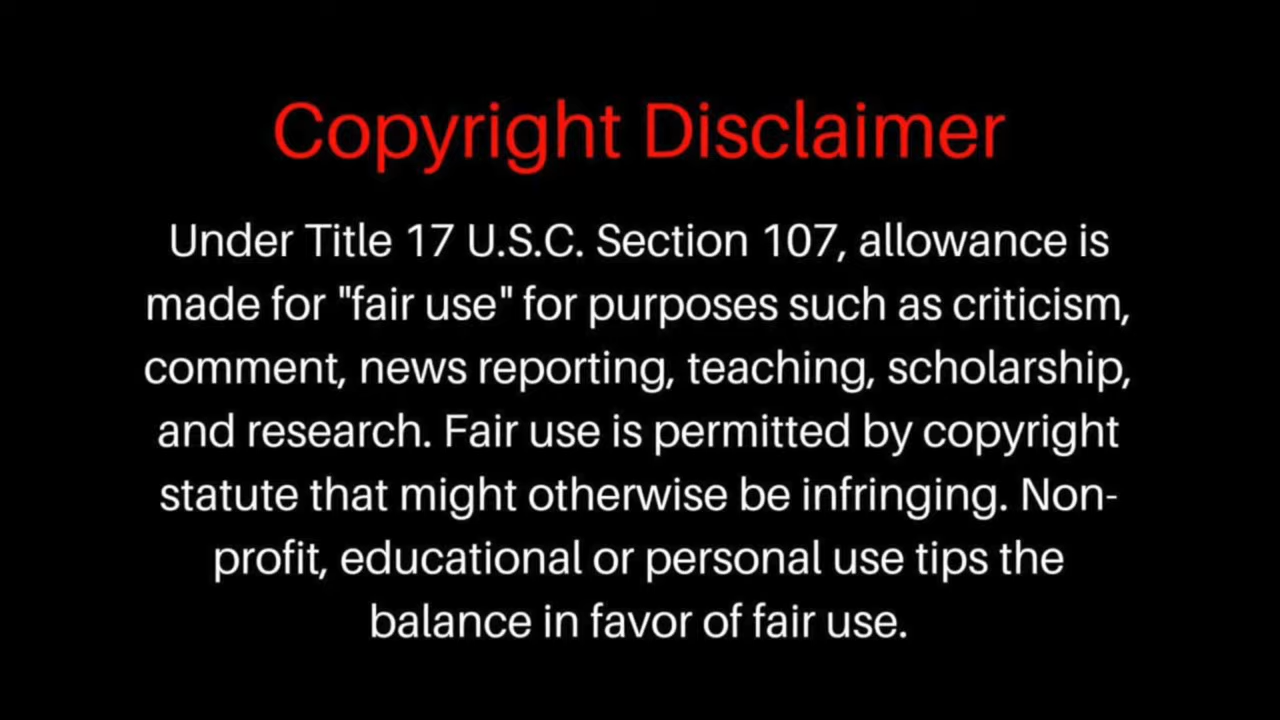 Copyright Disclaimer
Under Title 17 U.S.C. Section 107, allowance is
made for "fair use" for purposes such as criticism,
comment, news reporting, teaching, scholarship,
and research. Fair use is permitted by copyright
statute that might otherwise be infringing. Non-
profit, educational or personal use tips the
balance in favor of fair use.